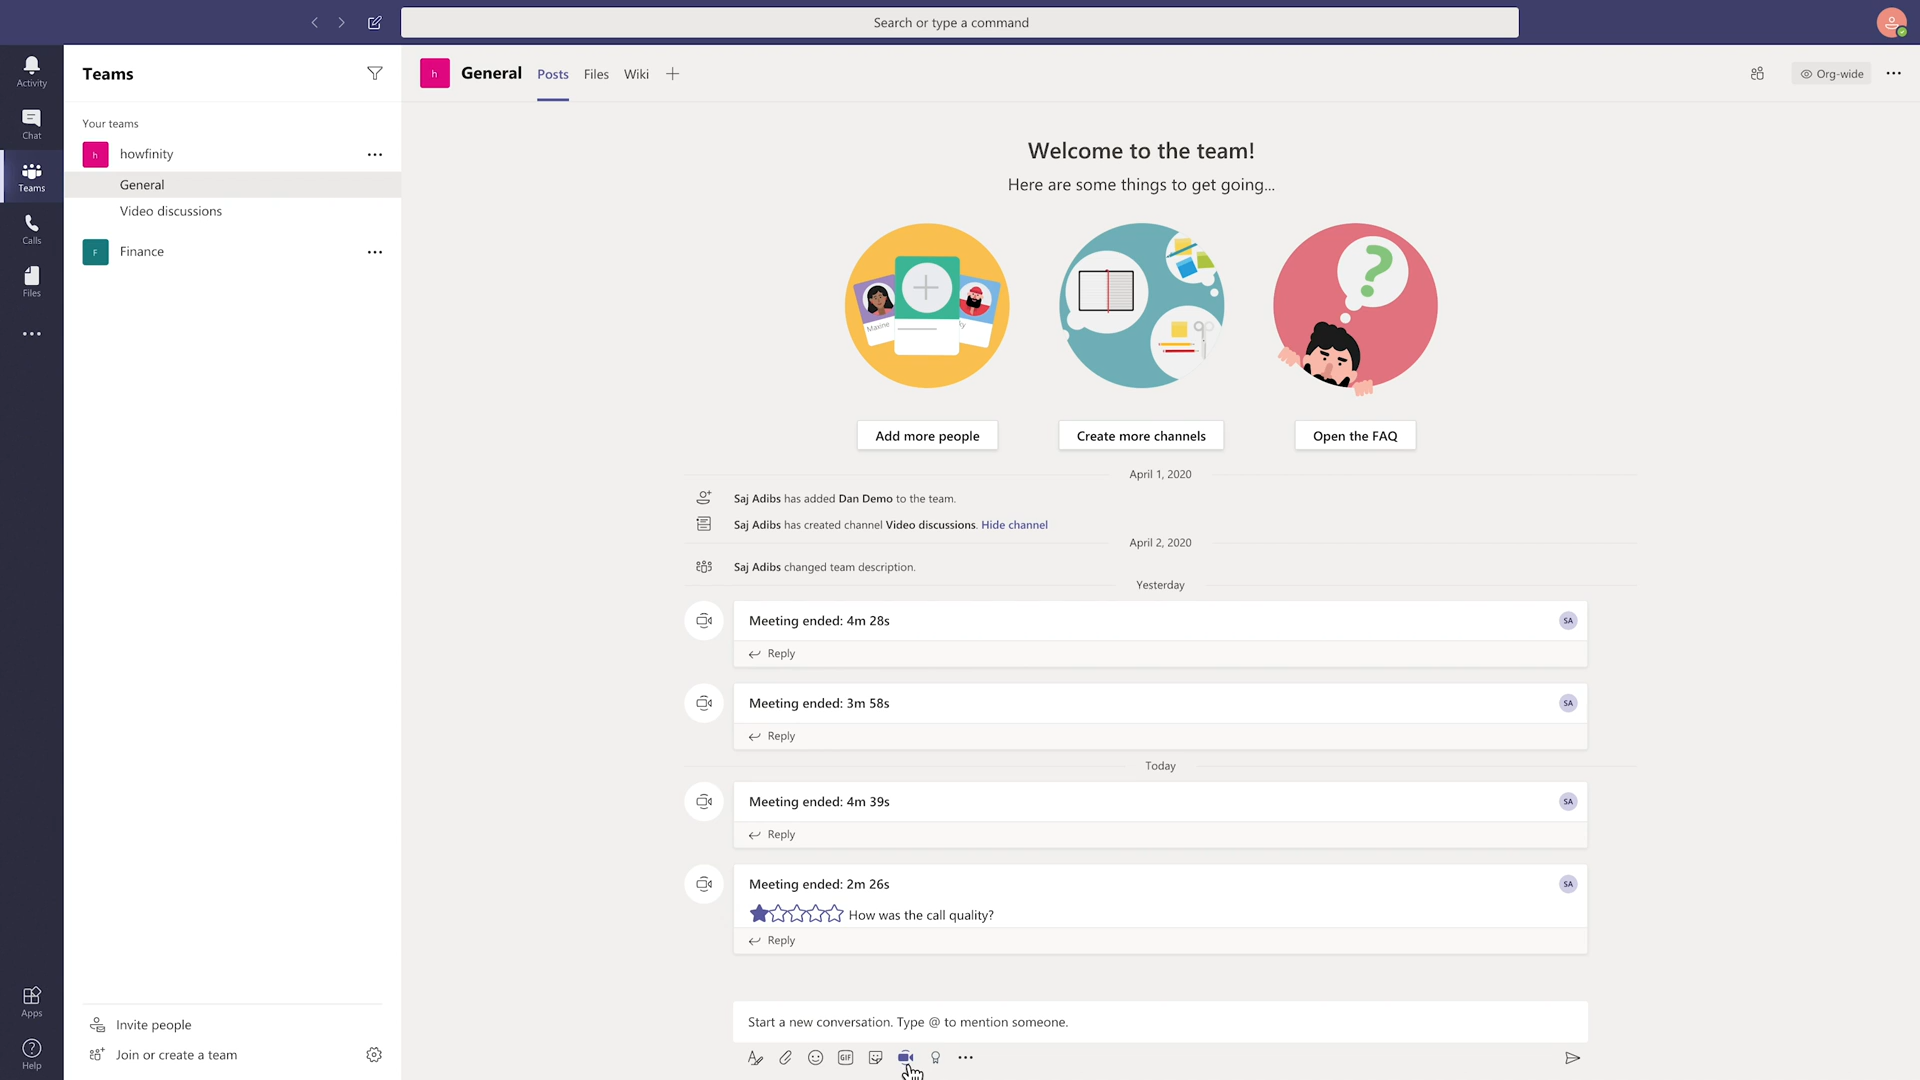 Search or type a command
Activity
Chat
Teams
Calls
Files
Apps
Help
Teams
Your teams
h howfinity
General
Video discussions
F Finance
Invite people
Join or create a team
h General Posts Files Wiki
Org-wide
Welcome to the team!
Here are some things to get going...
Maxine
Add more people Create more channels Open the FAQ
April 1, 2020
Saj Adibs has added Dan Demo to the team.
Saj Adibs has created channel Video discussions. Hide channel
April 2, 2020
Saj Adibs changed team description.
Yesterday
Meeting ended: 4m 28s SA
Reply
Meeting ended: 3m 58s SA
Reply
Today
Meeting ended: 4m 39s SA
Reply
Meeting ended: 2m 26s SA
How was the call quality?
Reply
Start a new conversation. Type @ to mention someone.
GIF